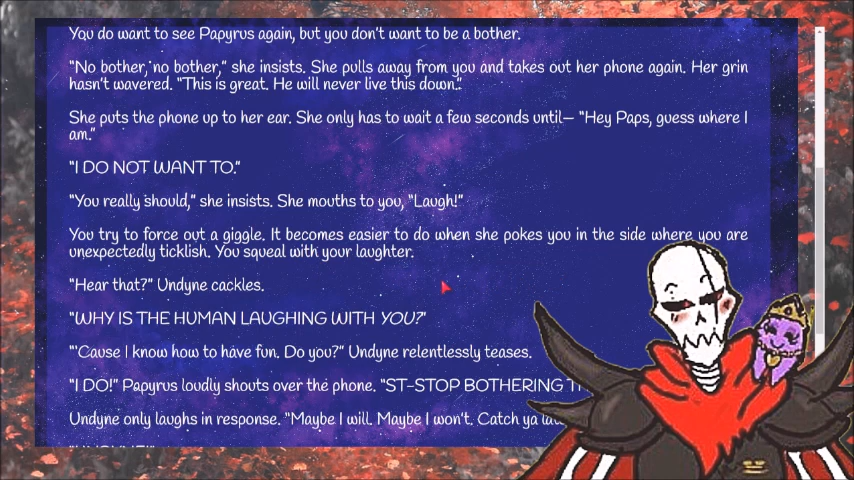 You do want to see Papyrus again, but you don't want to be a bother.
"No bother, no bother," she insists. She pulls away from you and takes out her phone again. Her grin
hasn't wavered. "This is great. He will never live this down."
She puts the phone up to her ear. She only has to wait a few seconds until— "Hey Paps, guess where I
am."
"I DO NOT WANT TO."
"You really should," she insists. She mouths to you, "Laugh!"
You try to force out a giggle. It becomes easier to do when she pokes you in the side where you are
unexpectedly ticklish. You squeal with your laughter.
"Hear that?" Undyne cackles.
"WHY IS THE HUMAN LAUGHING WITH YOU?"
"'Cause I know how to have fun. Do you?" Undyne relentlessly teases.
"I DO!" Papyrus loudly shouts over the phone. "ST-STOP BOTHERING
Undyne only laughs in response. "Maybe I will. Maybe I won't. Catch ya